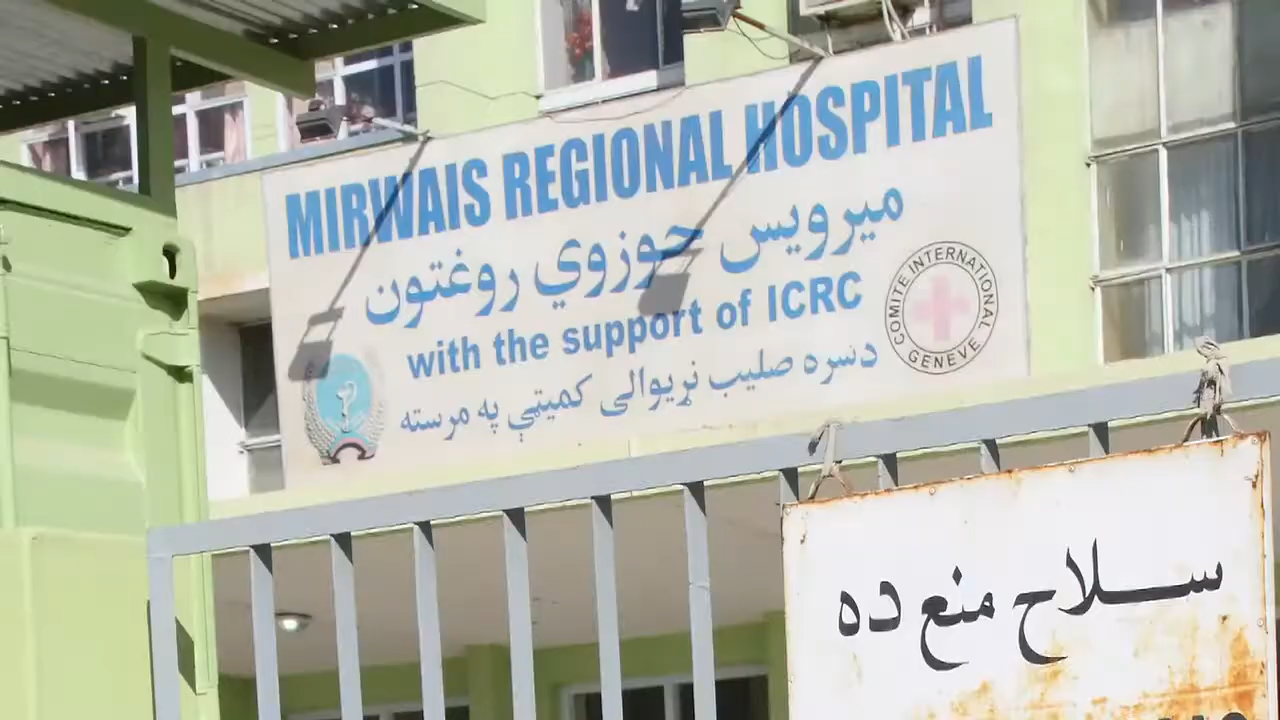 MIRWAIS REGIONAL HOSPITAL
میرویس حوزوي روغتون
with the support of ICRC
دسره صلیب نړیوالی کمیټې په مرسته
COMITE INTERNATIONAL
GENEVE
سلاح منع ده